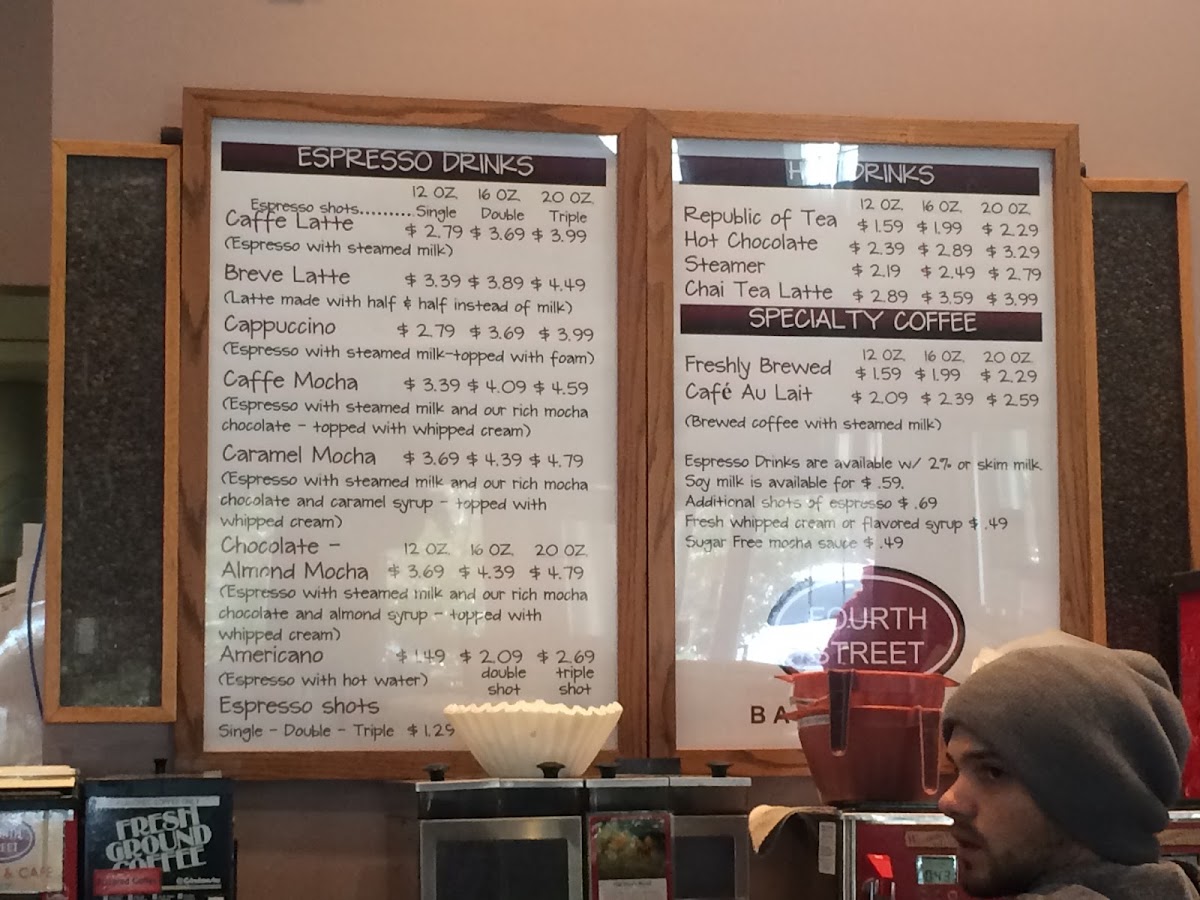 ESPRESSO DRINKS
12 OZ. 16 OZ. 20 OZ.
Espresso shots......... Single Double Triple
Caffe Latte $ 2.79 $ 3.69 $ 3.99
(Espresso with steamed milk)
Breve Latte $ 3.39 $ 3.89 $ 4.49
(Latte made with half & half instead of milk)
Cappuccino $ 2.79 $ 3.69 $ 3.99
(Espresso with steamed milk-topped with foam)
Caffe Mocha $ 3.39 $ 4.09 $ 4.59
(Espresso with steamed milk and our rich mocha
chocolate - topped with whipped cream)
Caramel Mocha $ 3.69 $ 4.39 $ 4.79
(Espresso with steamed milk and our rich mocha
chocolate and caramel syrup - topped with
whipped cream)
Chocolate - 12 OZ. 16 OZ. 20 OZ.
Almond Mocha $ 3.69 $ 4.39 $ 4.79
(Espresso with steamed milk and our rich mocha
chocolate and almond syrup - topped with
whipped cream)
Americano $ 1.49 $ 2.09 $ 2.69
(Espresso with hot water) double triple
shot shot
Espresso shots
Single - Double - Triple $ 1.29
DRINKS
12 OZ. 16 OZ. 20 OZ.
Republic of Tea $ 1.59 $ 1.99 $ 2.29
Hot Chocolate $ 2.39 $ 2.89 $ 3.29
Steamer $ 2.19 $ 2.49 $ 2.79
Chai Tea Latte $ 2.89 $ 3.59 $ 3.99
SPECIALTY COFFEE
12 OZ. 16 OZ. 20 OZ.
Freshly Brewed $ 1.59 $ 1.99 $ 2.29
Café Au Lait $ 2.09 $ 2.39 $ 2.59
(Brewed coffee with steamed milk)
Espresso Drinks are available w/ 2% or skim milk.
Soy milk is available for $ .59.
Additional shots of espresso $ .69
Fresh whipped cream or flavored syrup $ .49
Sugar Free mocha sauce $ .49
FOURTH
STREET
BA
FRESH
GROUND
COFFEE
& CAFE